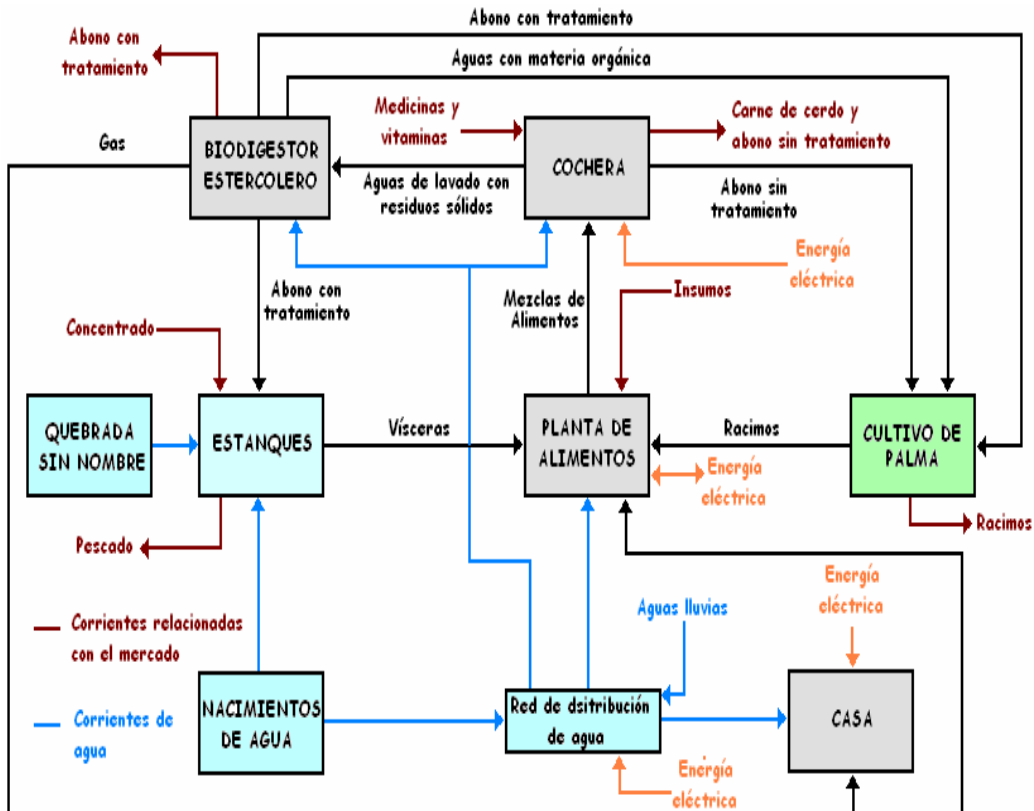 Abono con tratamiento
Abono con
tratamiento
Aguas con materia orgánica
Medicinas y
vitaminas
Carne de cerdo y
abono sin tratamiento
Gas
BIODIGESTOR
ESTERCOLERO
COCHERA
Aguas de lavado con
residuos sólidos
Abono sin
tratamiento
Energía
eléctrica
Abono con
tratamiento
Mezclas de
Alimentos
Insumos
Concentrado
QUEBRADA
SIN NOMBRE
ESTANQUES
Vísceras
PLANTA DE
ALIMENTOS
Racimos
CULTIVO DE
PALMA
Energía
eléctrica
Pescado
Racimos
Energía
eléctrica
Aguas lluvias
Corrientes relacionadas
con el mercado
NACIMIENTOS
DE AGUA
Red de dsitribución
de agua
CASA
Corrientes de
agua
Energía
eléctrica